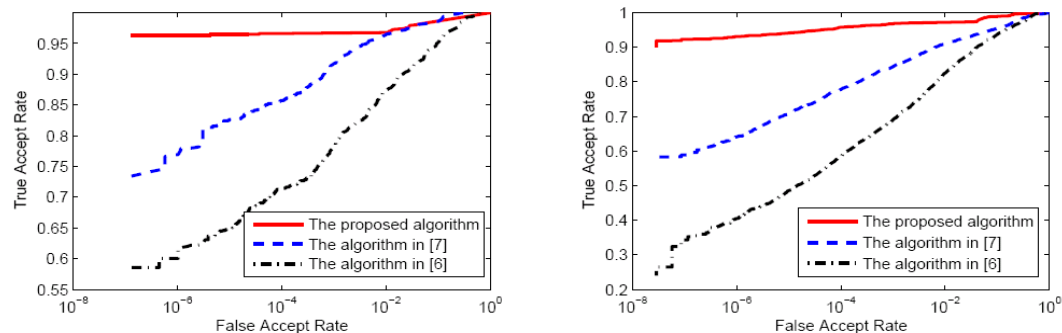 True Accept Rate
0.95
0.9
0.85
0.8
0.75
0.7
0.65
0.6
0.55
The proposed algorithm
The algorithm in [7]
The algorithm in [6]
10⁻⁸
10⁻⁶
10⁻⁴
10⁻²
10⁰
False Accept Rate
True Accept Rate
1
0.9
0.8
0.7
0.6
0.5
0.4
0.3
0.2
The proposed algorithm
The algorithm in [7]
The algorithm in [6]
10⁻⁸
10⁻⁶
10⁻⁴
10⁻²
10⁰
False Accept Rate